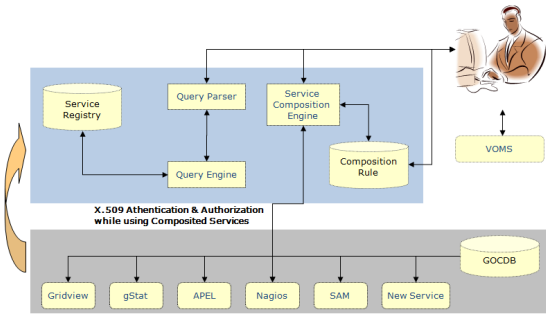 Service
Registry
Query Parser
Service
Composition
Engine
Query Engine
Composition
Rule
VOMS
X.509 Athentication & Authorization
while using Composited Services
GOCDB
Gridview
gStat
APEL
Nagios
SAM
New Service